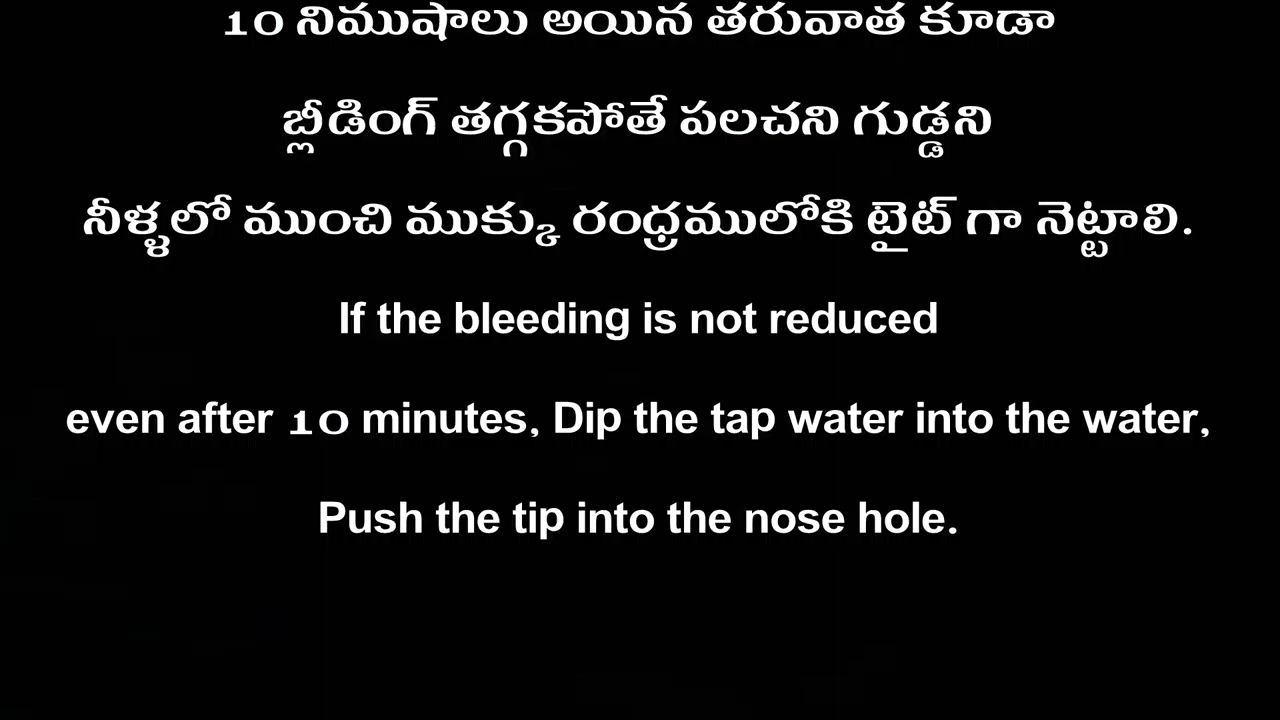 10 నిముషాలు అయిన తరువాత కూడా
బ్లీడింగ్ తగ్గకపోతే పలచని గుడ్డని
నీళ్ళలో ముంచి ముక్కు రంధ్రములోకి టైట్ గా నెట్టాలి.
If the bleeding is not reduced
even after 10 minutes, Dip the tap water into the water,
Push the tip into the nose hole.